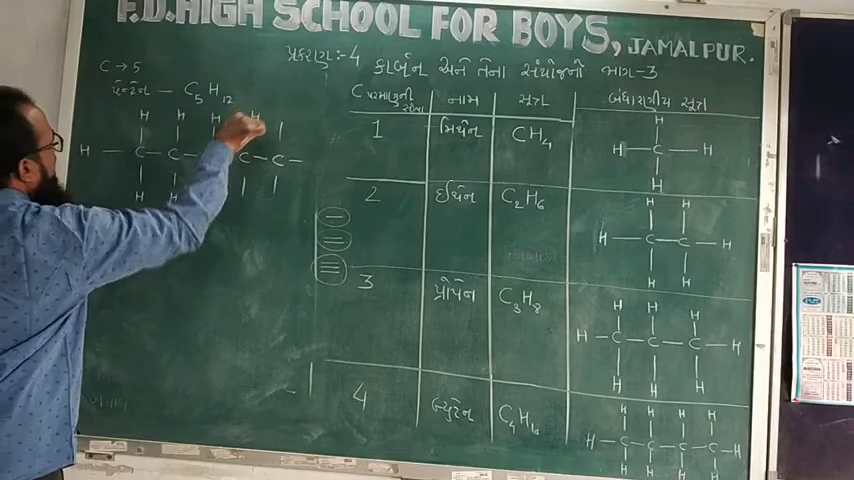 F.D. HIGH SCHOOL FOR BOYS, JAMALPUR.
પ્રકરણ:-4 કાર્બન અને તેના સંયોજનો ભાગ-3
C → 5
પેન્ટેન — C5H12
H H H H
H — C — C C — C —
H H
C પરમાણુની સંખ્યા નામ સૂત્ર બંધારણીય સૂત્ર
1 મિથેન CH4
H
H — C — H
H
2 ઈથેન C2H6
H H
H — C — C — H
H H
3 પ્રોપેન C3H8
H H H
H — C — C — C — H
H H H
4 બ્યુટેન C4H10
H H H H
H — C — C — C — C — H
H H H H